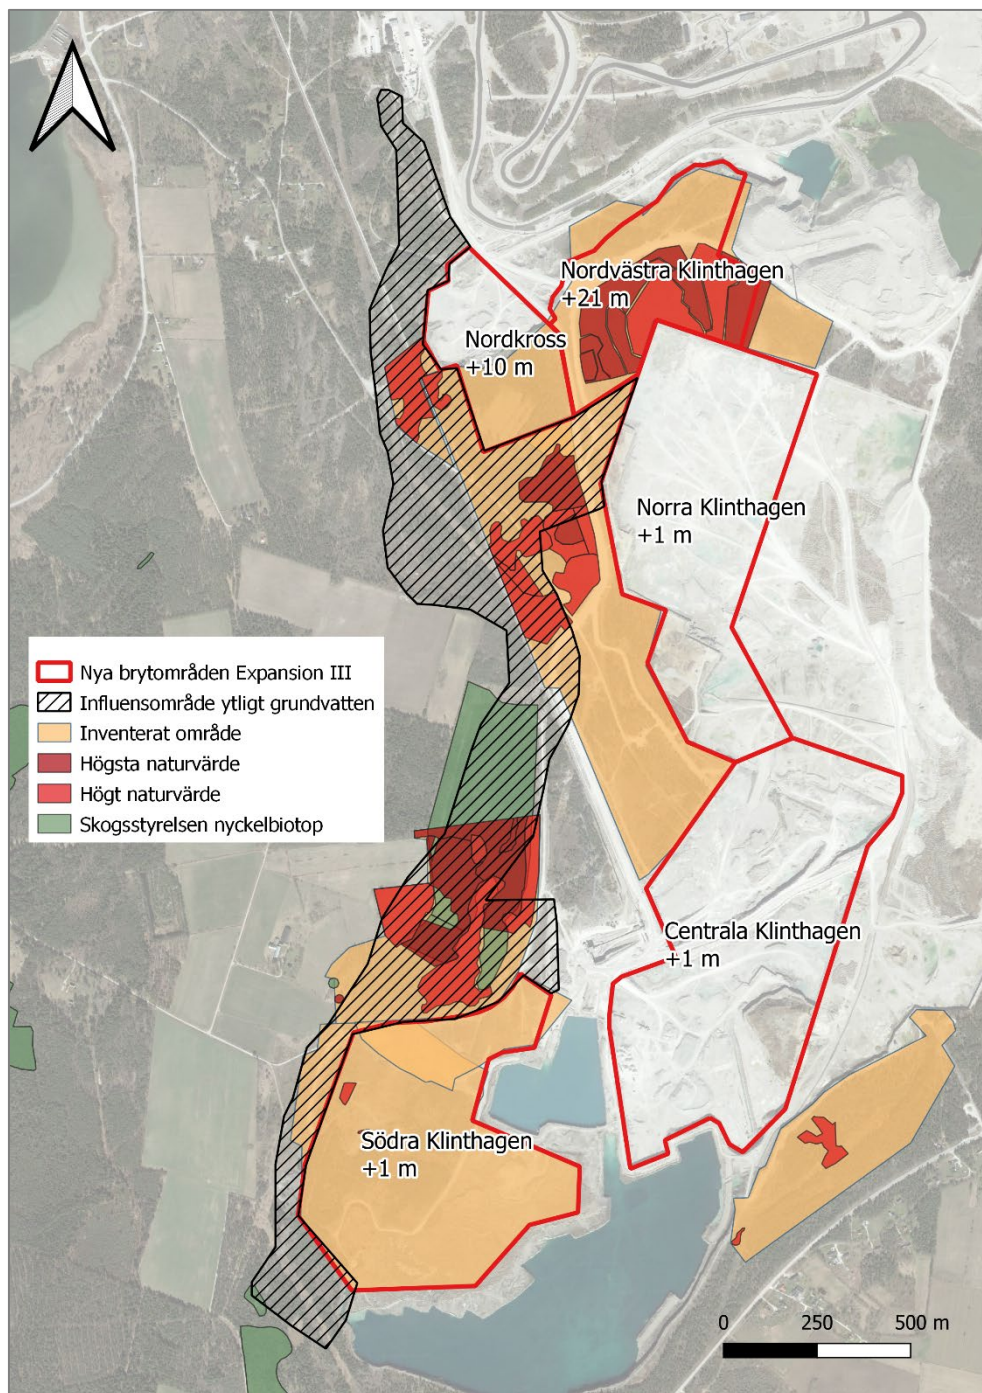 Nordvästra Klinthagen
+21 m
Nordkross
+10 m
Norra Klinthagen
+1 m
Nya brytområden Expansion III
Influensområde ytligt grundvatten
Inventerat område
Högsta naturvärde
Högt naturvärde
Skogsstyrelsen nyckelbiotop
Centrala Klinthagen
+1 m
Södra Klinthagen
+1 m
0 250 500 m